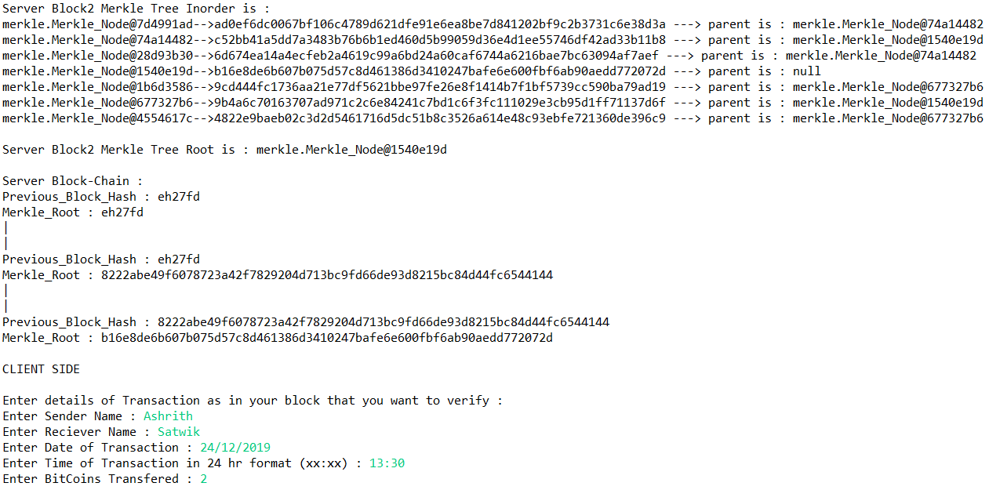 Server Block2 Merkle Tree Inorder is :
merkle.Merkle_Node@7d4991ad-->ad0ef6dc0067bf106c4789d621dfe91e6ea8be7d841202bf9c2b3731c6e38d3a ---> parent is : merkle.Merkle_Node@74a14482
merkle.Merkle_Node@74a14482-->c52bb41a5dd7a3483b76b6b1ed460d5b99059d36e4d1ee55746df42ad33b11b8 ---> parent is : merkle.Merkle_Node@1540e19d
merkle.Merkle_Node@28d93b30-->6d674ea14a4ecfeb2a4619c99a6bd24a60caf6744a6216bae7bc63094af7aef ---> parent is : merkle.Merkle_Node@74a14482
merkle.Merkle_Node@1540e19d-->b16e8de6b607b075d57c8d461386d3410247bafe6e600fbf6ab90aedd772072d ---> parent is : null
merkle.Merkle_Node@1b6d3586-->9cd444fc1736aa21e77df5621bbe97fe26e8f1414b7f1bf5739cc590ba79ad19 ---> parent is : merkle.Merkle_Node@677327b6
merkle.Merkle_Node@677327b6-->9b4a6c70163707ad971c2c6e84241c7bd1c6f3fc111029e3cb95d1ff71137d6f ---> parent is : merkle.Merkle_Node@1540e19d
merkle.Merkle_Node@4554617c-->4822e9baeb02c3d2d5461716d5dc51b8c3526a614e48c93ebfe721360de396c9 ---> parent is : merkle.Merkle_Node@677327b6
Server Block2 Merkle Tree Root is : merkle.Merkle_Node@1540e19d
Server Block-Chain :
Previous_Block_Hash : eh27fd
Merkle_Root : eh27fd
|
|
Previous_Block_Hash : eh27fd
Merkle_Root : 8222abe49f6078723a42f7829204d713bc9fd66de93d8215bc84d44fc6544144
|
|
Previous_Block_Hash : 8222abe49f6078723a42f7829204d713bc9fd66de93d8215bc84d44fc6544144
Merkle_Root : b16e8de6b607b075d57c8d461386d3410247bafe6e600fbf6ab90aedd772072d
CLIENT SIDE
Enter details of Transaction as in your block that you want to verify :
Enter Sender Name : Ashrith
Enter Reciever Name : Satwik
Enter Date of Transaction : 24/12/2019
Enter Time of Transaction in 24 hr format (xx:xx) : 13:30
Enter BitCoins Transfered : 2